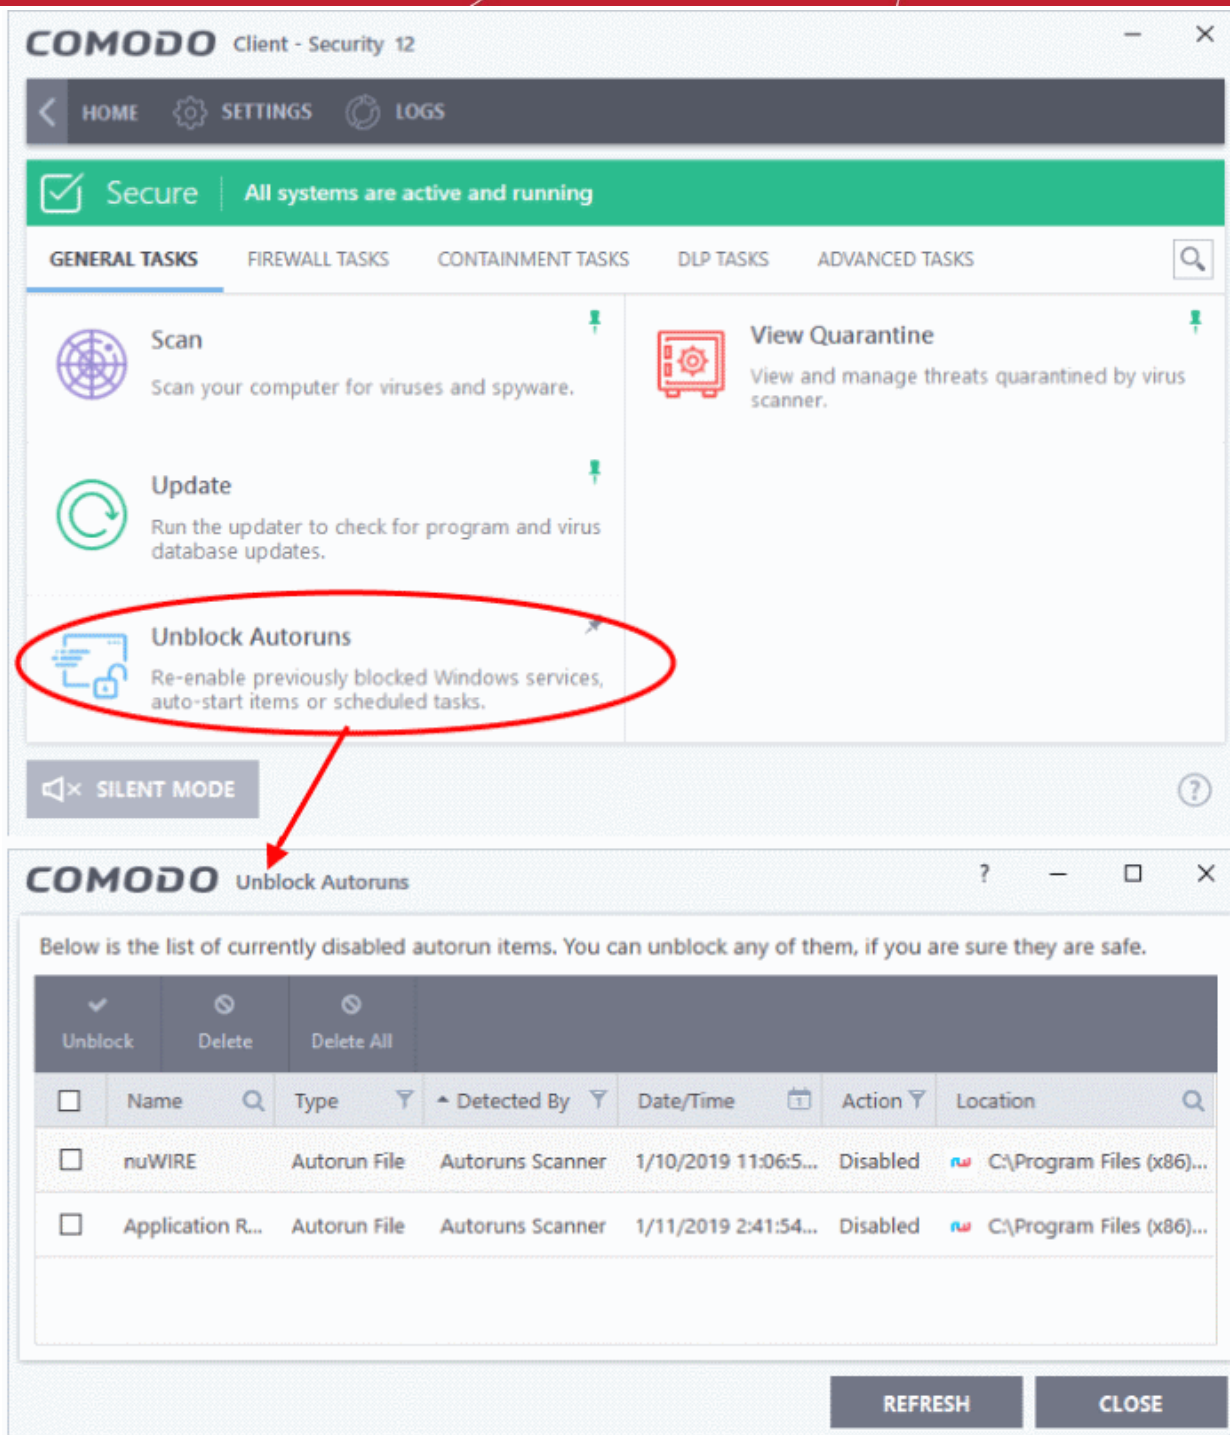 COMODO Client - Security 12
HOME SETTINGS LOGS
Secure All systems are active and running
GENERAL TASKS FIREWALL TASKS CONTAINMENT TASKS DLP TASKS ADVANCED TASKS
Scan
Scan your computer for viruses and spyware.
View Quarantine
View and manage threats quarantined by virus
scanner.
Update
Run the updater to check for program and virus
database updates.
Unblock Autoruns
Re-enable previously blocked Windows services,
auto-start items or scheduled tasks.
SILENT MODE ?
COMODO Unblock Autoruns ?
Below is the list of currently disabled autorun items. You can unblock any of them, if you are sure they are safe.
Unblock Delete Delete All
Name Type Detected By Date/Time 1 Action Location
nuWIRE Autorun File Autoruns Scanner 1/10/2019 11:06:5... Disabled C:\Program Files (x86)...
Application R... Autorun File Autoruns Scanner 1/11/2019 2:41:54... Disabled C:\Program Files (x86)...
REFRESH CLOSE